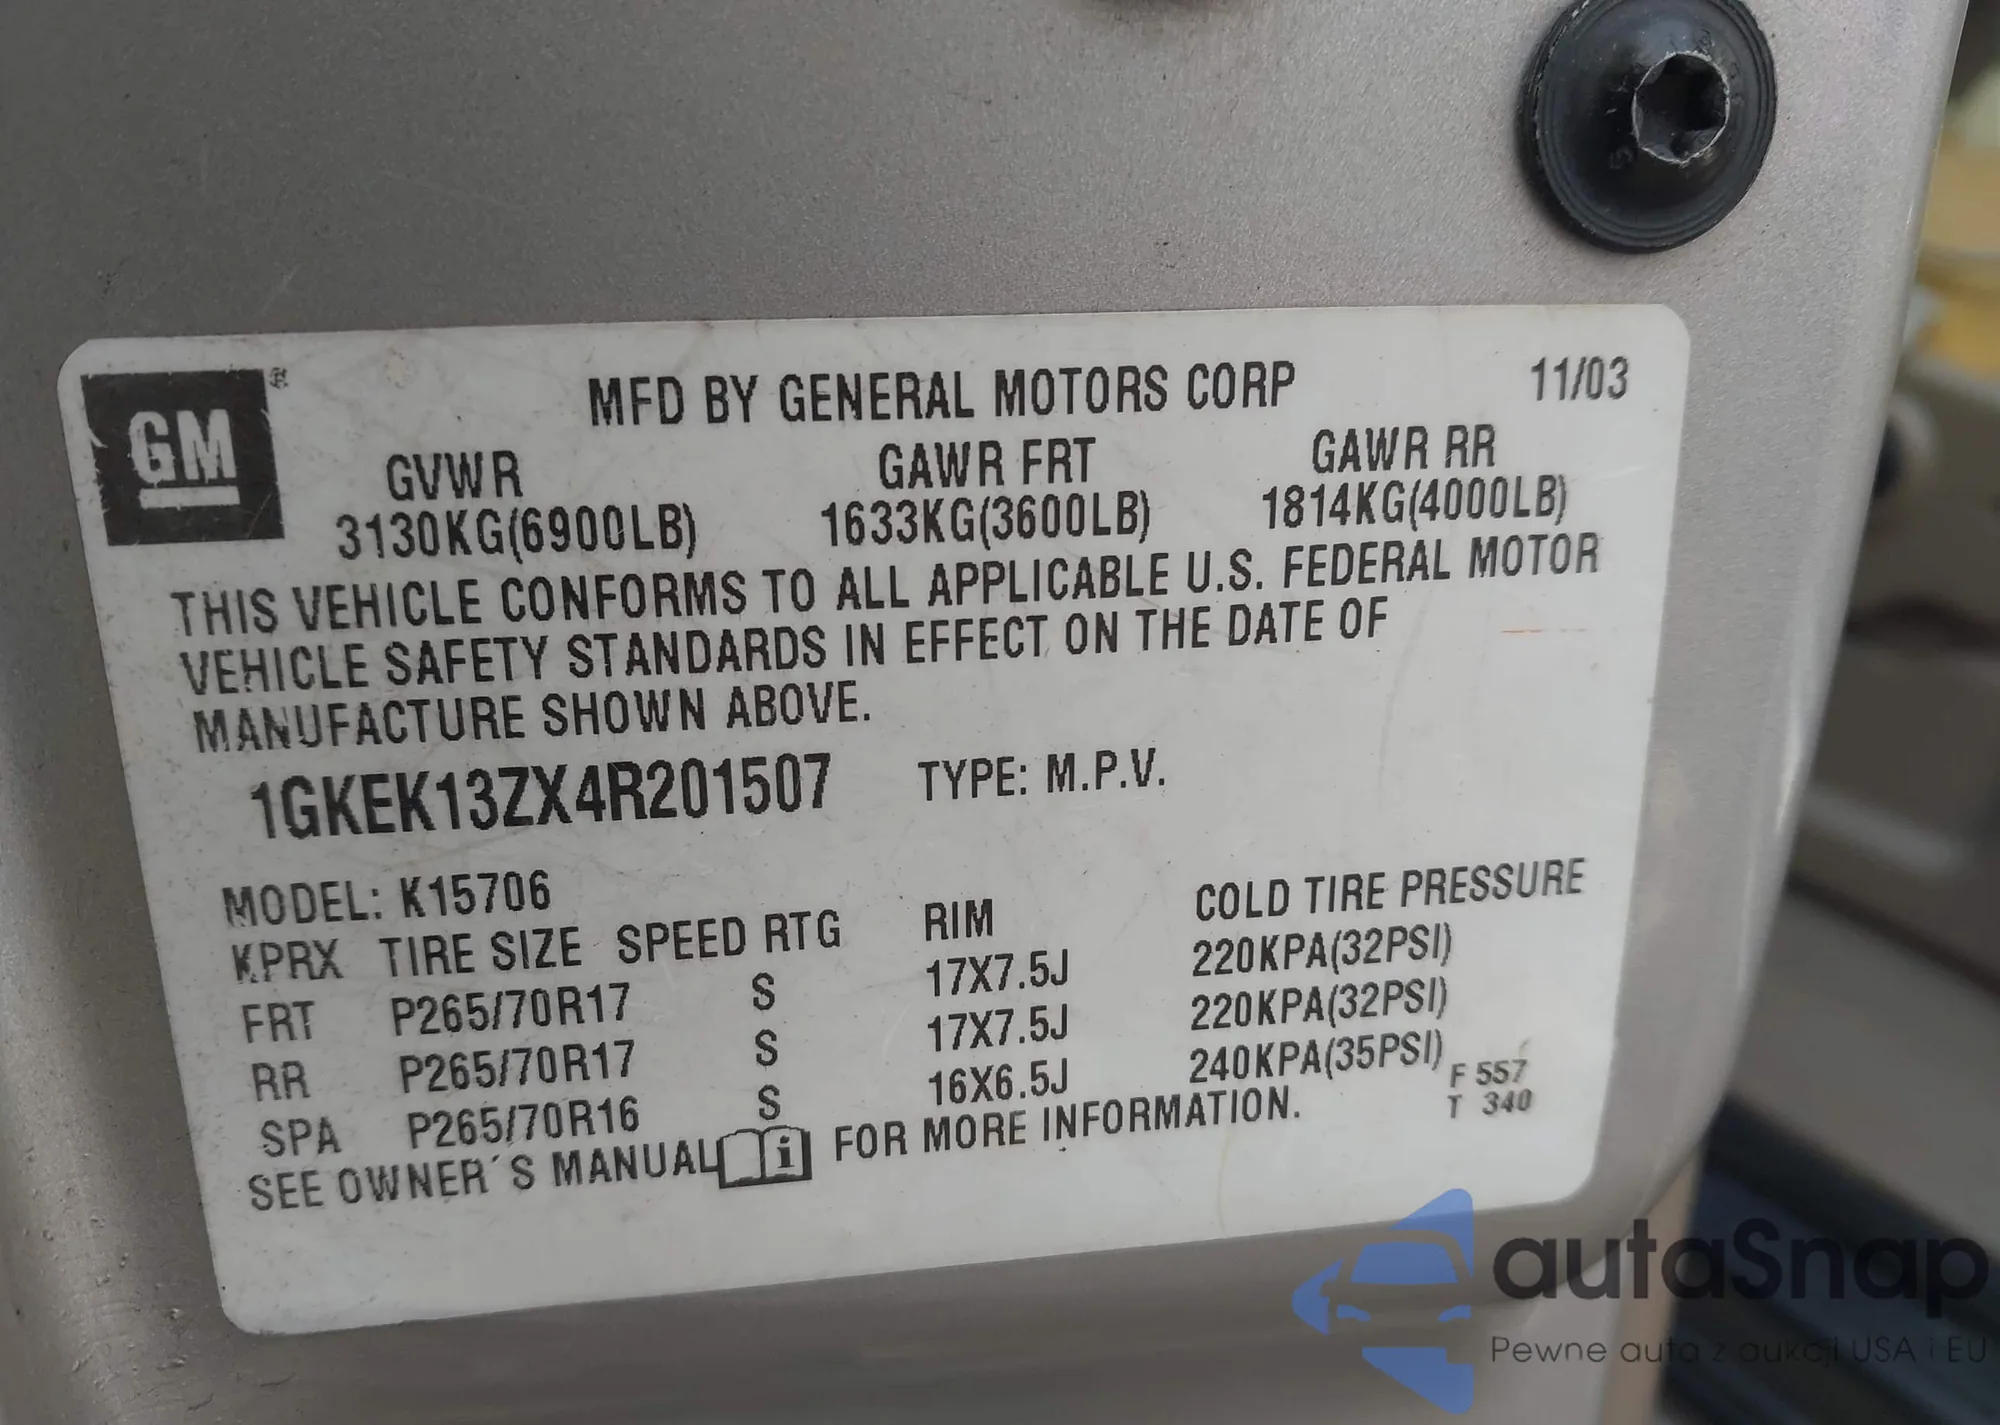 GM ®
MFD BY GENERAL MOTORS CORP 11/03
GVWR GAWR FRT GAWR RR
3130KG(6900LB) 1633KG(3600LB) 1814KG(4000LB)
THIS VEHICLE CONFORMS TO ALL APPLICABLE U.S. FEDERAL MOTOR
VEHICLE SAFETY STANDARDS IN EFFECT ON THE DATE OF
MANUFACTURE SHOWN ABOVE.
1GKEK13ZX4R201507 TYPE: M.P.V.
MODEL: K15706
KPRX TIRE SIZE SPEED RTG RIM COLD TIRE PRESSURE
FRT P265/70R17 S 17X7.5J 220KPA(32PSI)
RR P265/70R17 S 17X7.5J 220KPA(32PSI)
SPA P265/70R16 S 16X6.5J 240KPA(35PSI)
SEE OWNER´S MANUAL i FOR MORE INFORMATION.
F 557
T 340
autaSnap
Pewne auta z aukcji USA i EU